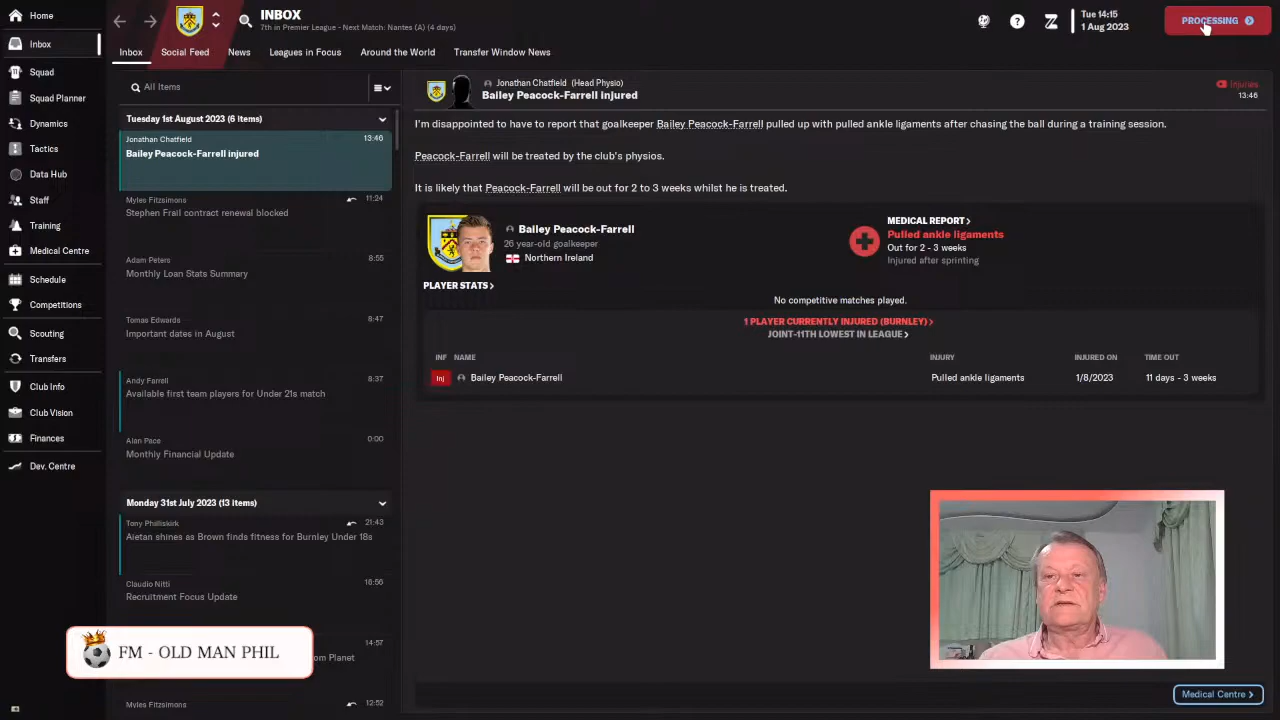 Home
Inbox
Squad
Squad Planner
Dynamics
Tactics
Data Hub
Staff
Training
Medical Centre
Schedule
Competitions
Scouting
Transfers
Club Info
Club Vision
Finances
Dev. Centre
INBOX
7th in Premier League - Next Match: Nantes (A) (4 days)
Tue 14:15
1 Aug 2023
PROCESSING
Inbox
Social Feed
News
Leagues in Focus
Around the World
Transfer Window News
All Items
Tuesday 1st August 2023 (6 Items)
Jonathan Chatfield 13:46
Bailey Peacock-Farrell injured
Myles Fitzsimons 11:24
Stephen Frail contract renewal blocked
Adam Peters 8:55
Monthly Loan Stats Summary
Tomas Edwards 8:47
Important dates in August
Andy Farrell 8:37
Available first team players for Under 21s match
Alan Pace 0:00
Monthly Financial Update
Monday 31st July 2023 (13 items)
Tony Philliskirk 21:43
Aietan shines as Brown finds fitness for Burnley Under 18s
Claudio Nitti 16:56
Recruitment Focus Update
14:57
om Planet
Myles Fitzsimons 12:52
Jonathan Chatfield (Head Physio)
Bailey Peacock-Farrell injured
Injuries
13:46
I'm disappointed to have to report that goalkeeper Bailey Peacock-Farrell pulled up with pulled ankle ligaments after chasing the ball during a training session.
Peacock-Farrell will be treated by the club's physios.
It is likely that Peacock-Farrell will be out for 2 to 3 weeks whilst he is treated.
Bailey Peacock-Farrell
26 year-old goalkeeper
Northern Ireland
MEDICAL REPORT
Pulled ankle ligaments
Out for 2 - 3 weeks
Injured after sprinting
PLAYER STATS
No competitive matches played.
1 PLAYER CURRENTLY INJURED (BURNLEY)
JOINT-11TH LOWEST IN LEAGUE
INF NAME INJURY INJURED ON TIME OUT
Inj Bailey Peacock-Farrell Pulled ankle ligaments 1/8/2023 11 days - 3 weeks
FM - OLD MAN PHIL
Medical Centre